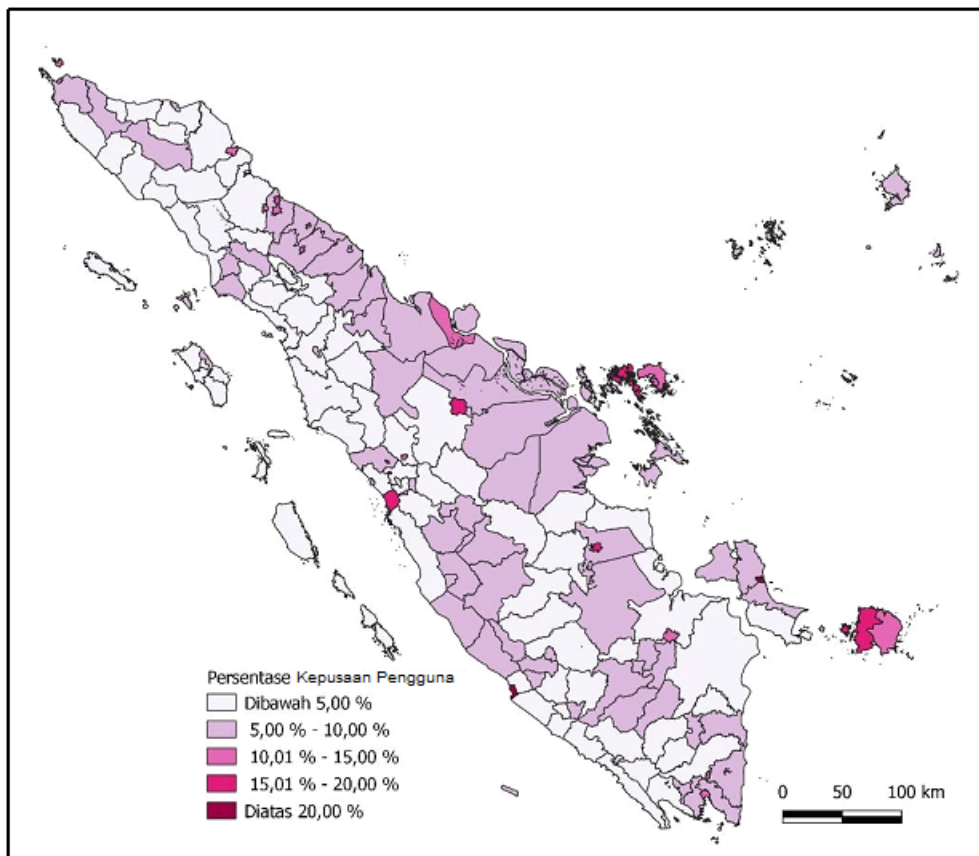 Persentase Kepusaan Pengguna
Dibawah 5,00 %
5,00 % - 10,00 %
10,01 % - 15,00 %
15,01 % - 20,00 %
Diatas 20,00 %
0 50 100 km